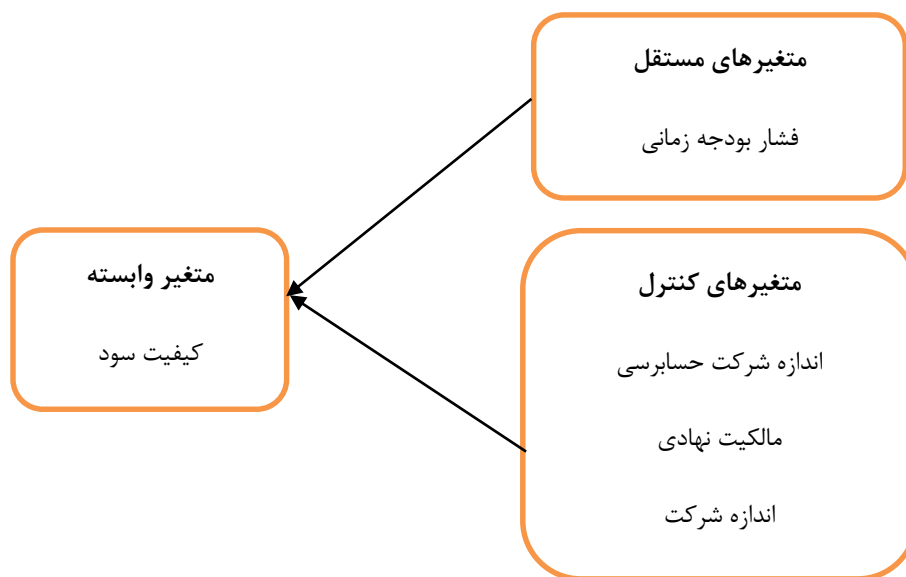 متغیرهای مستقل
فشار بودجه زمانی
متغیرهای کنترل
اندازه شرکت حسابرسی
مالکیت نهادی
اندازه شرکت
متغیر وابسته
کیفیت سود